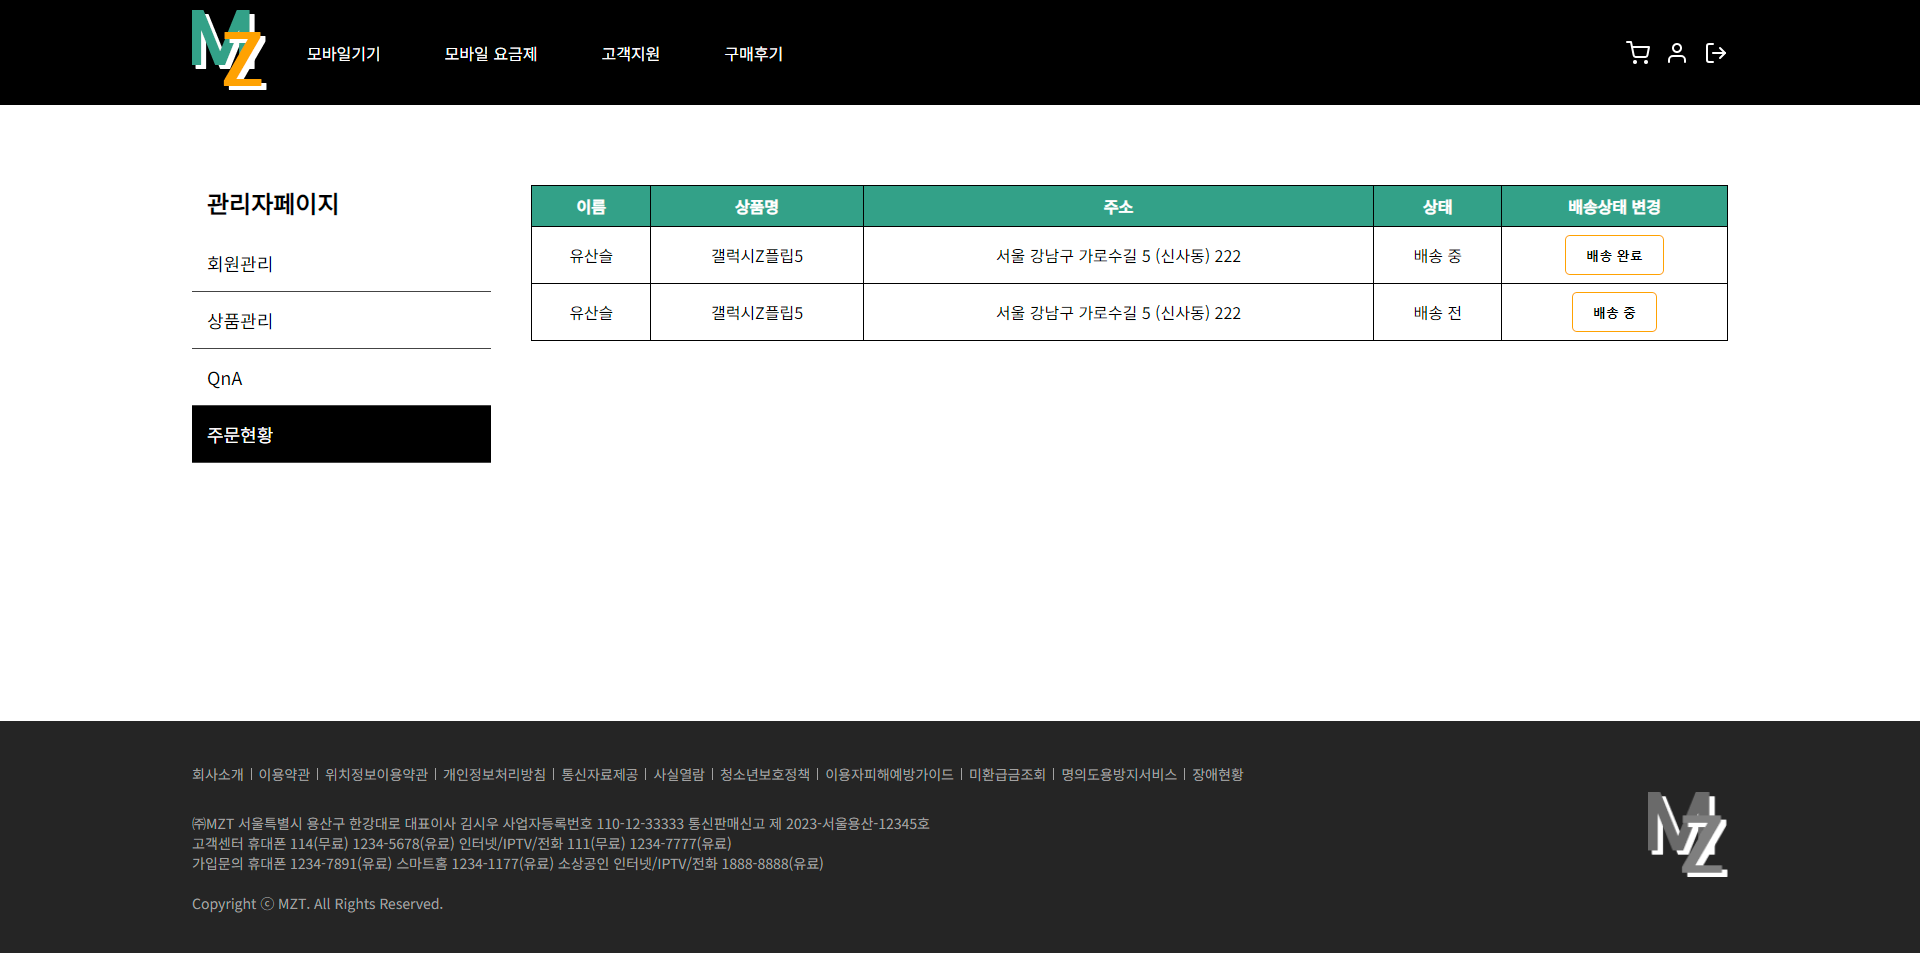 MZ
모바일기기 모바일 요금제 고객지원 구매후기
관리자페이지
회원관리
상품관리
QnA
주문현황
이름 상품명 주소 상태 배송상태 변경
유산슬 갤럭시Z플립5 서울 강남구 가로수길 5 (신사동) 222 배송 중 배송 완료
유산슬 갤럭시Z플립5 서울 강남구 가로수길 5 (신사동) 222 배송 전 배송 중
회사소개 | 이용약관 | 위치정보이용약관 | 개인정보처리방침 | 통신자료제공 | 사실열람 | 청소년보호정책 | 이용자피해예방가이드 | 미환급금조회 | 명의도용방지서비스 | 장애현황
㈜MZT 서울특별시 용산구 한강대로 대표이사 김시우 사업자등록번호 110-12-33333 통신판매신고 제 2023-서울용산-12345호
고객센터 휴대폰 114(무료) 1234-5678(유료) 인터넷/IPTV/전화 111(무료) 1234-7777(유료)
가입문의 휴대폰 1234-7891(유료) 스마트홈 1234-1177(유료) 소상공인 인터넷/IPTV/전화 1888-8888(유료)
Copyright ⓒ MZT. All Rights Reserved.
MZ